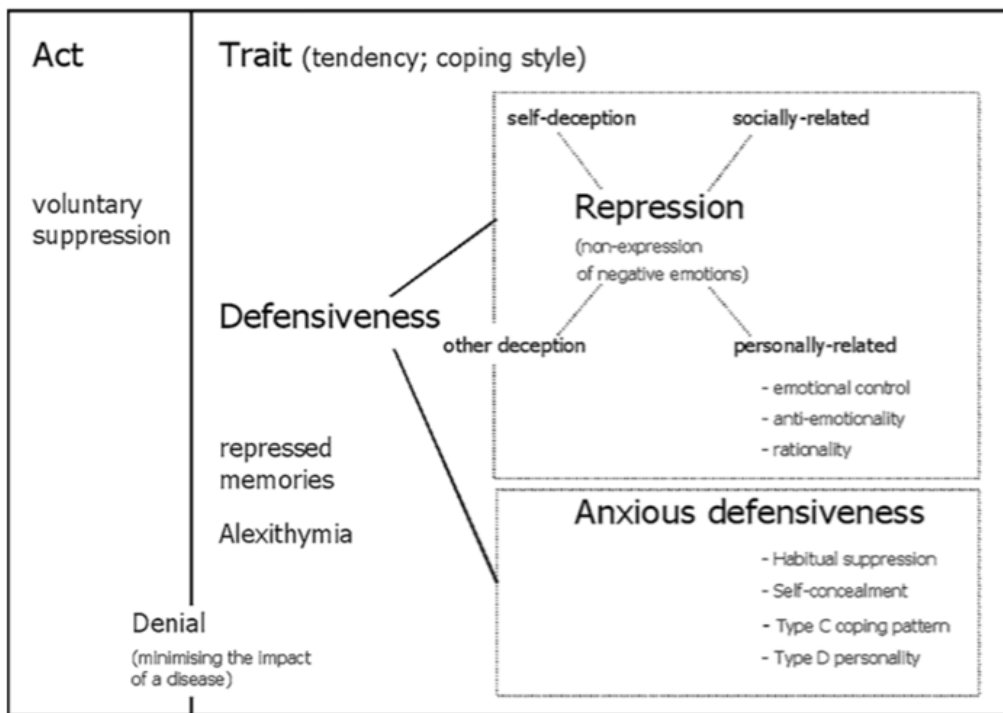 Act
Trait (tendency; coping style)
self-deception
socially-related
voluntary
suppression
Repression
(non-expression
of negative emotions)
Defensiveness
other deception
personally-related
- emotional control
- anti-emotionality
- rationality
repressed
memories
Alexithymia
Anxious defensiveness
- Habitual suppression
- Self-concealment
- Type C coping pattern
- Type D personality
Denial
(minimising the impact
of a disease)